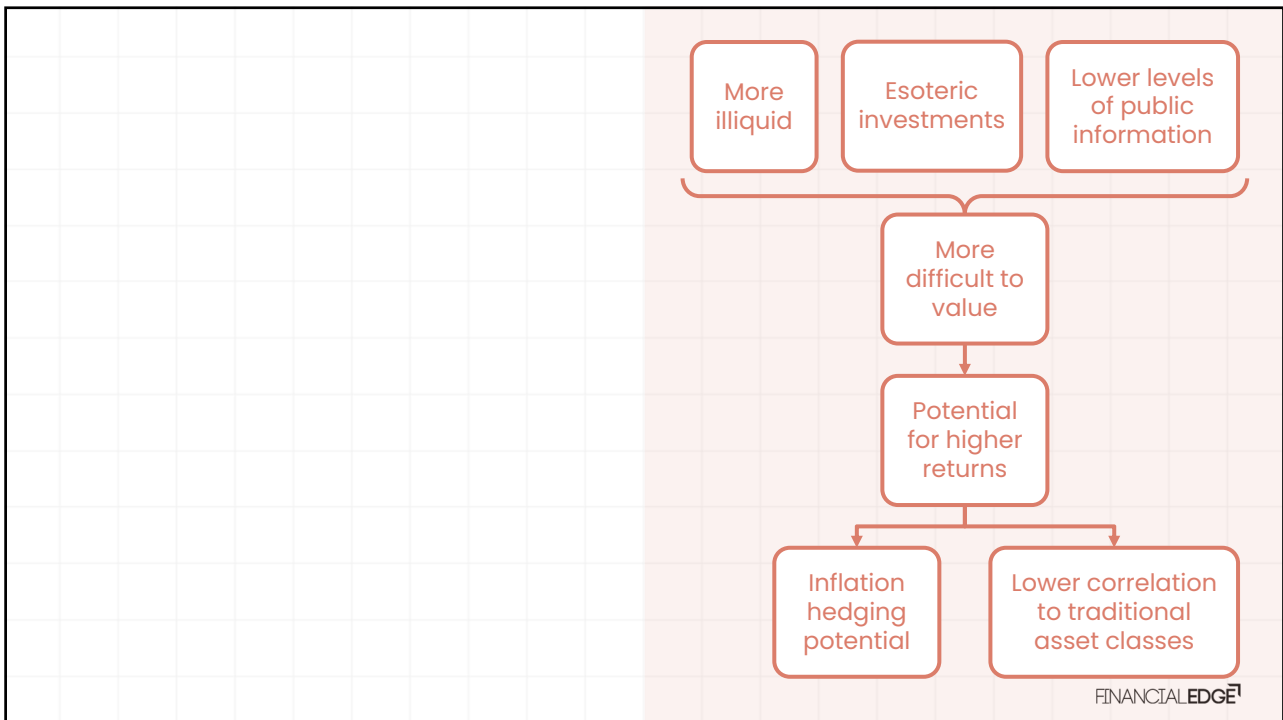 More
illiquid
Esoteric
investments
Lower levels
of public
information
More
difficult to
value
Potential
for higher
returns
Inflation
hedging
potential
Lower correlation
to traditional
asset classes
FINANCIALEDGE